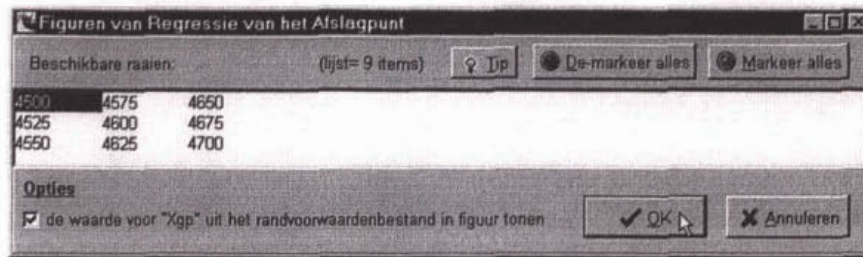 Figuren van Regressie van het Afslagpunt
Beschikbare raaien: (lijst= 9 items) Tip De-markeer alles Markeer alles
4500 4575 4650
4525 4600 4675
4550 4625 4700
Opties
de waarde voor "Xgp" uit het randvoorwaardenbestand in figuur tonen OK Annuleren